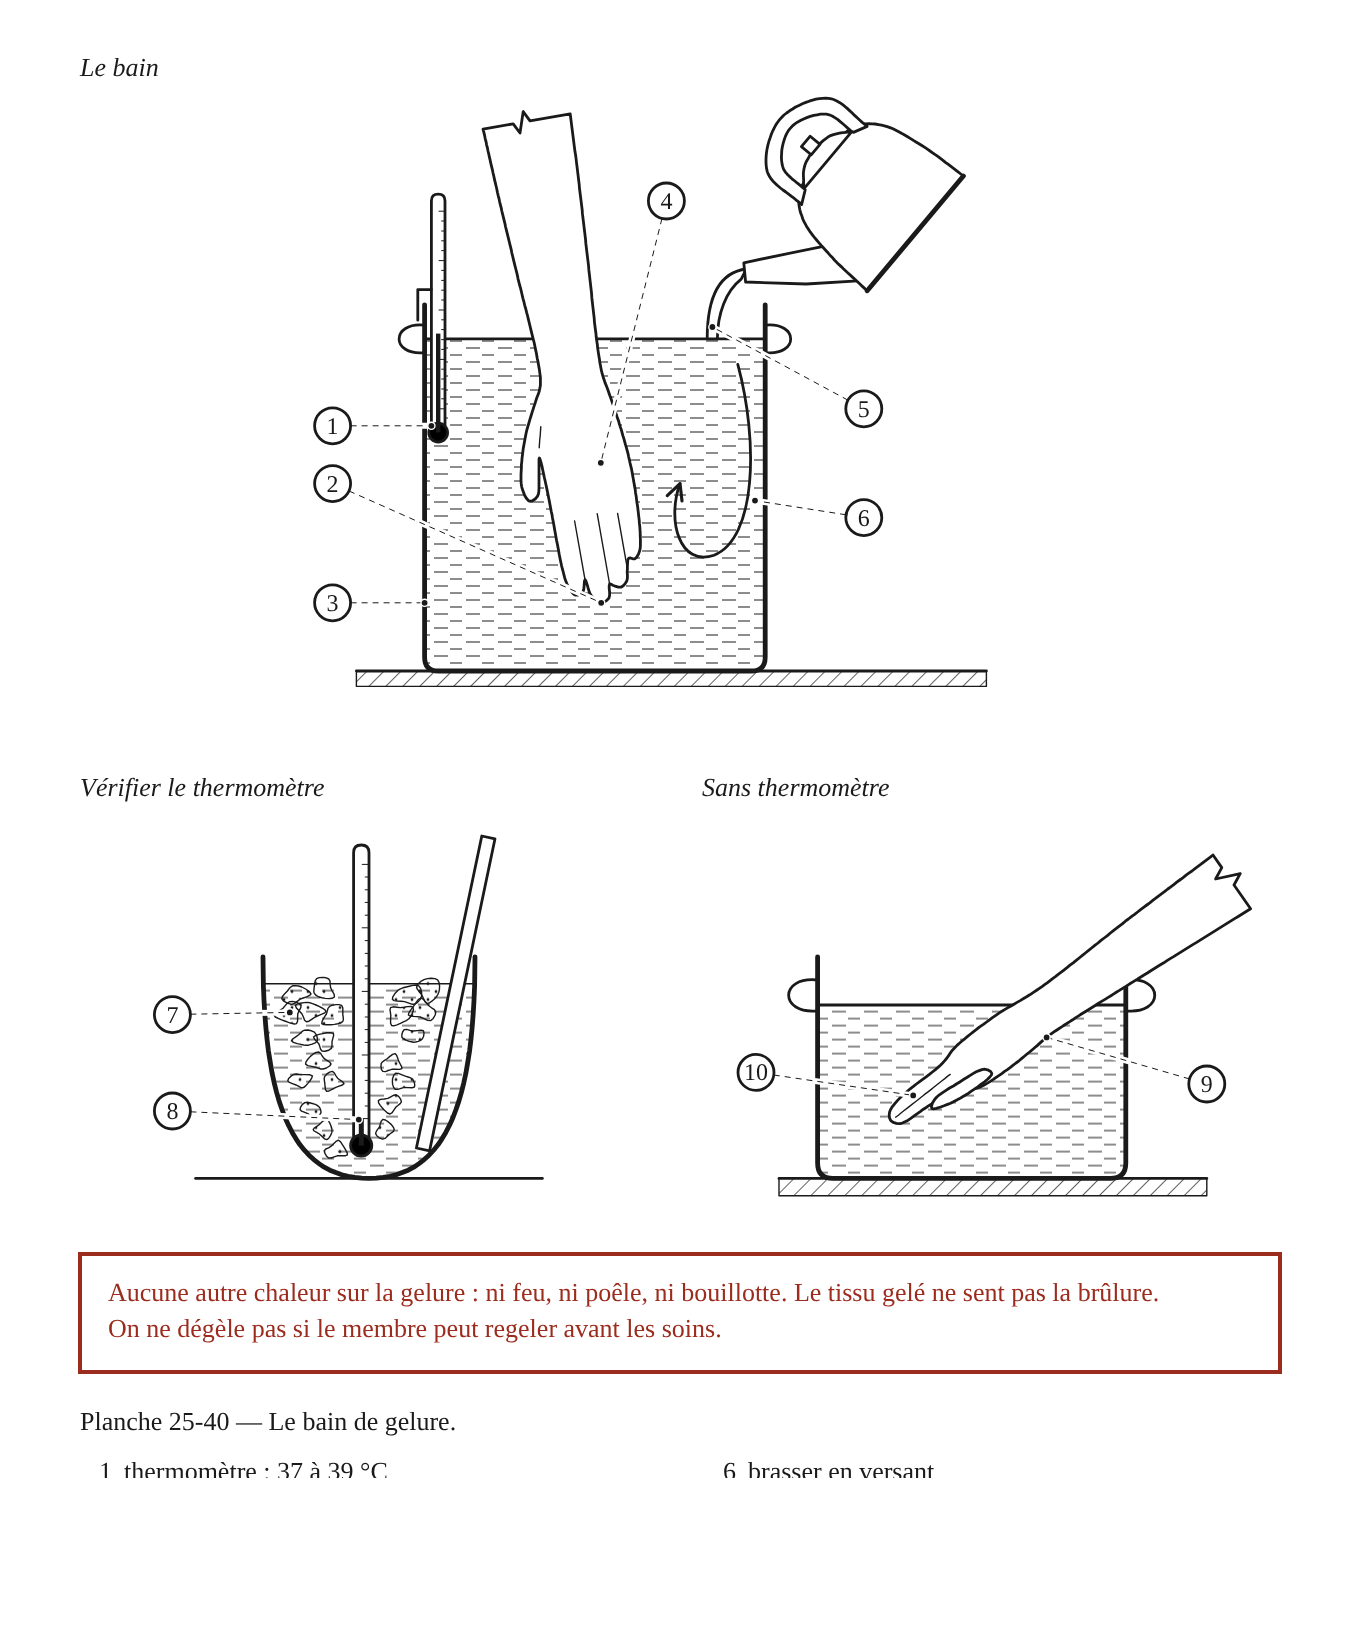 Le bain
4
1
5
2
6
3
Vérifier le thermomètre
Sans thermomètre
7
10
9
8
Aucune autre chaleur sur la gelure : ni feu, ni poêle, ni bouillotte. Le tissu gelé ne sent pas la brûlure.
On ne dégèle pas si le membre peut regeler avant les soins.
Planche 25-40 — Le bain de gelure.
1 thermomètre : 37 à 39 °C
6 brasser en versant